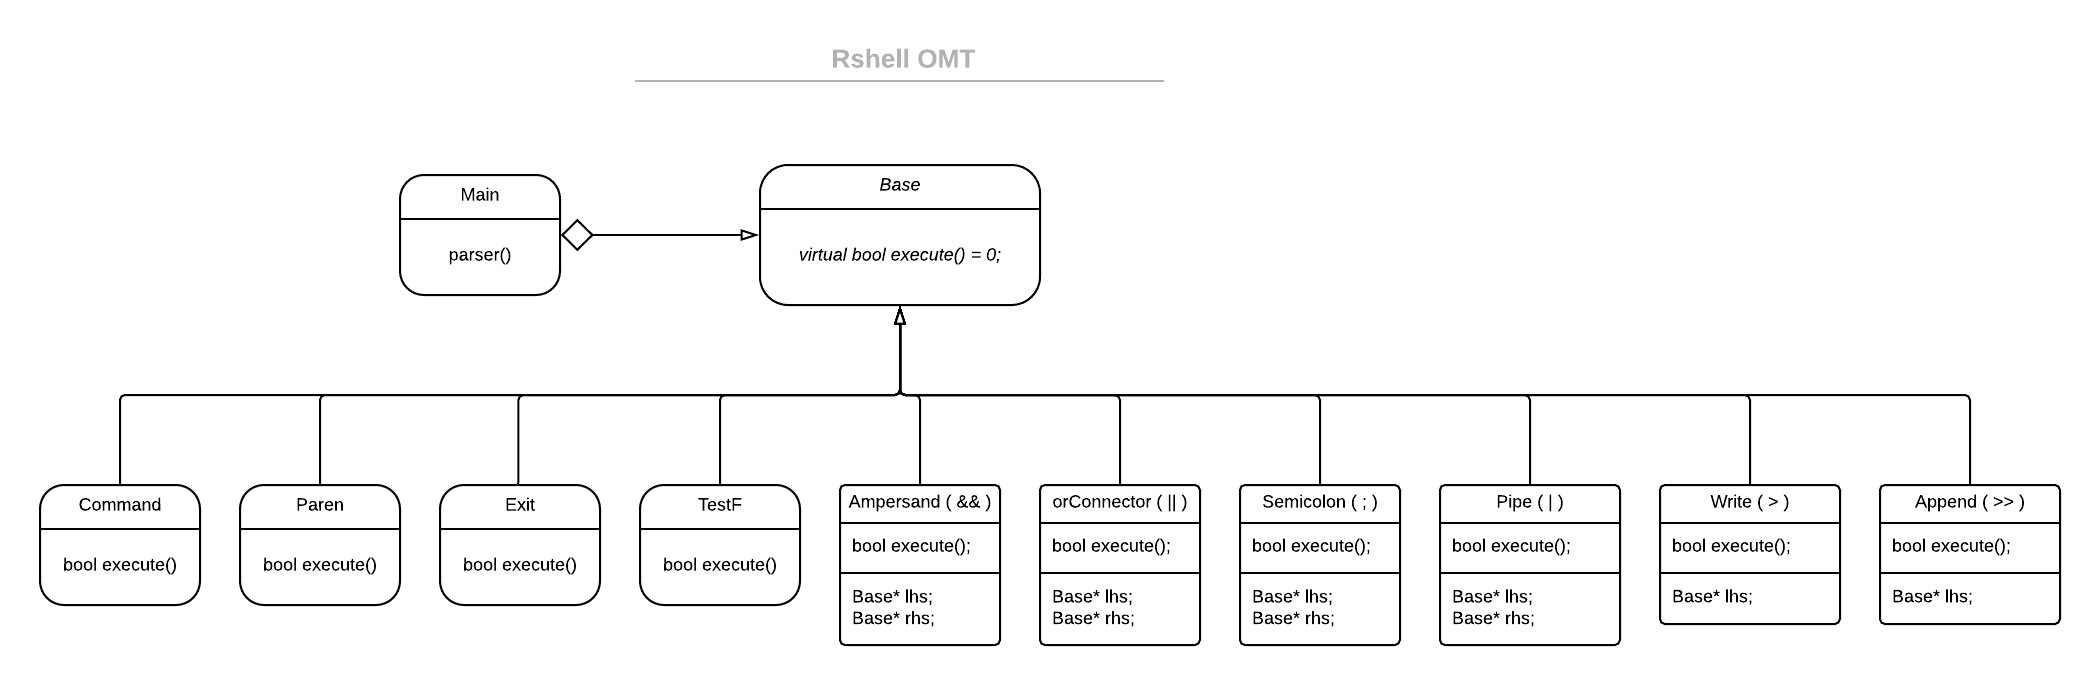 Rshell OMT
Main
parser()
Base
virtual bool execute() = 0;
Command
bool execute()
Paren
bool execute()
Exit
bool execute()
TestF
bool execute()
Ampersand ( && )
bool execute();
Base* lhs;
Base* rhs;
orConnector ( || )
bool execute();
Base* lhs;
Base* rhs;
Semicolon ( ; )
bool execute();
Base* lhs;
Base* rhs;
Pipe ( | )
bool execute();
Base* lhs;
Base* rhs;
Write ( > )
bool execute();
Base* lhs;
Append ( >> )
bool execute();
Base* lhs;